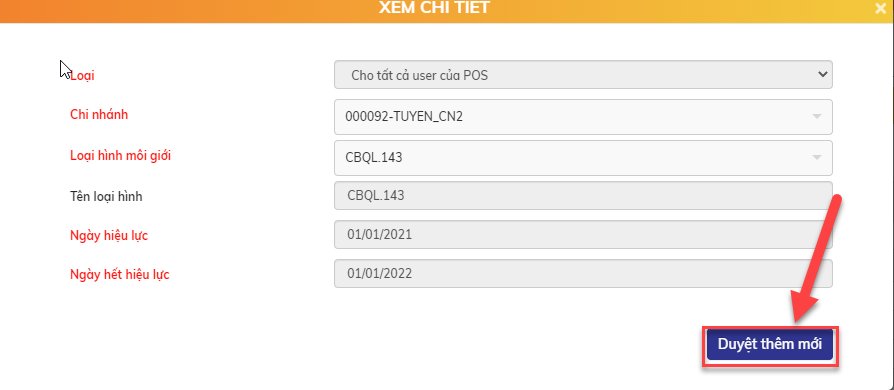 XEM CHI TIẾT
Loại Cho tất cả user của POS
Chi nhánh 000092-TUYEN_CN2
Loại hình môi giới CBQL.143
Tên loại hình CBQL.143
Ngày hiệu lực 01/01/2021
Ngày hết hiệu lực 01/01/2022
Duyệt thêm mới